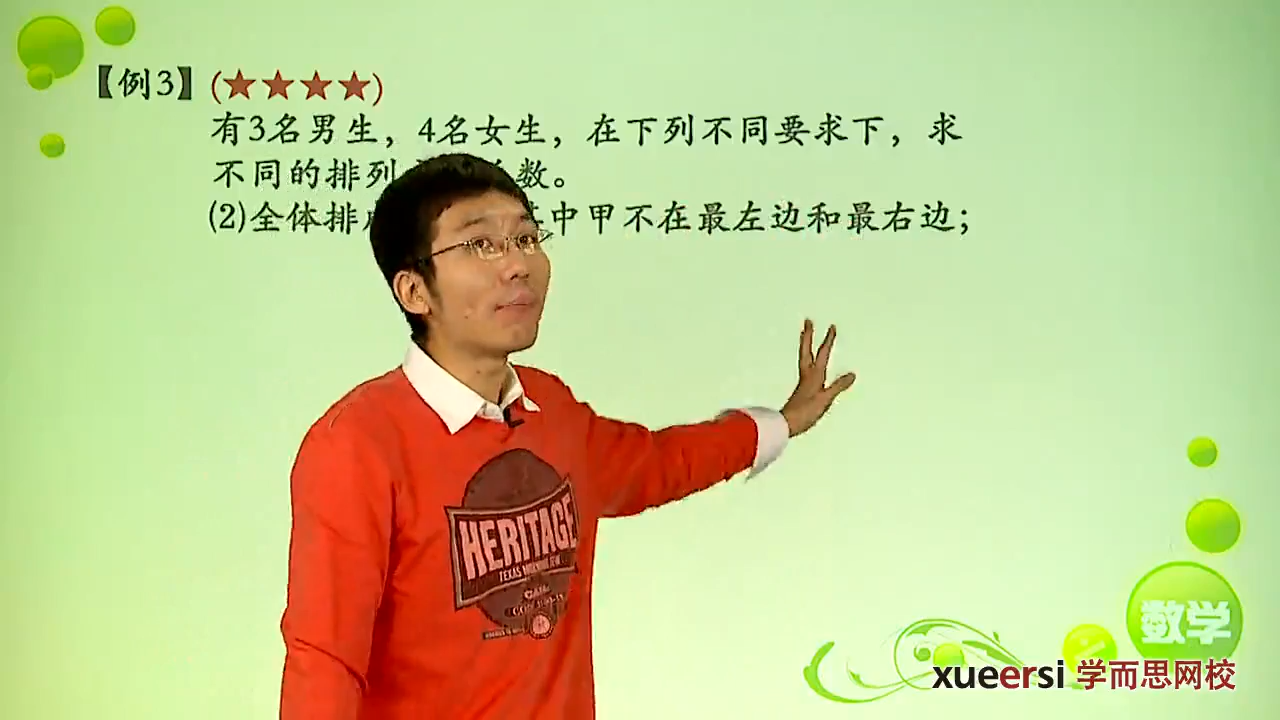 【例3】(★★★★)
有3名男生，4名女生，在下列不同要求下，求
不同的排列 数。
(2)全体排 其中甲不在最左边和最右边；
HERITAGE
数学
xueersi 学而思网校